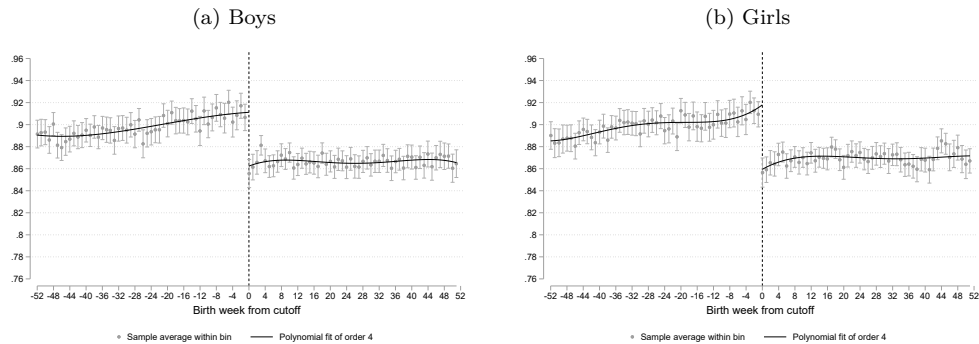 (a) Boys
(b) Girls
.96
.94
.92
.9
.88
.86
.84
.82
.8
.78
.76
-52 -48 -44 -40 -36 -32 -28 -24 -20 -16 -12 -8 -4 0 4 8 12 16 20 24 28 32 36 40 44 48 52
Birth week from cutoff
Sample average within bin Polynomial fit of order 4
.96
.94
.92
.9
.88
.86
.84
.82
.8
.78
.76
-52 -48 -44 -40 -36 -32 -28 -24 -20 -16 -12 -8 -4 0 4 8 12 16 20 24 28 32 36 40 44 48 52
Birth week from cutoff
Sample average within bin Polynomial fit of order 4